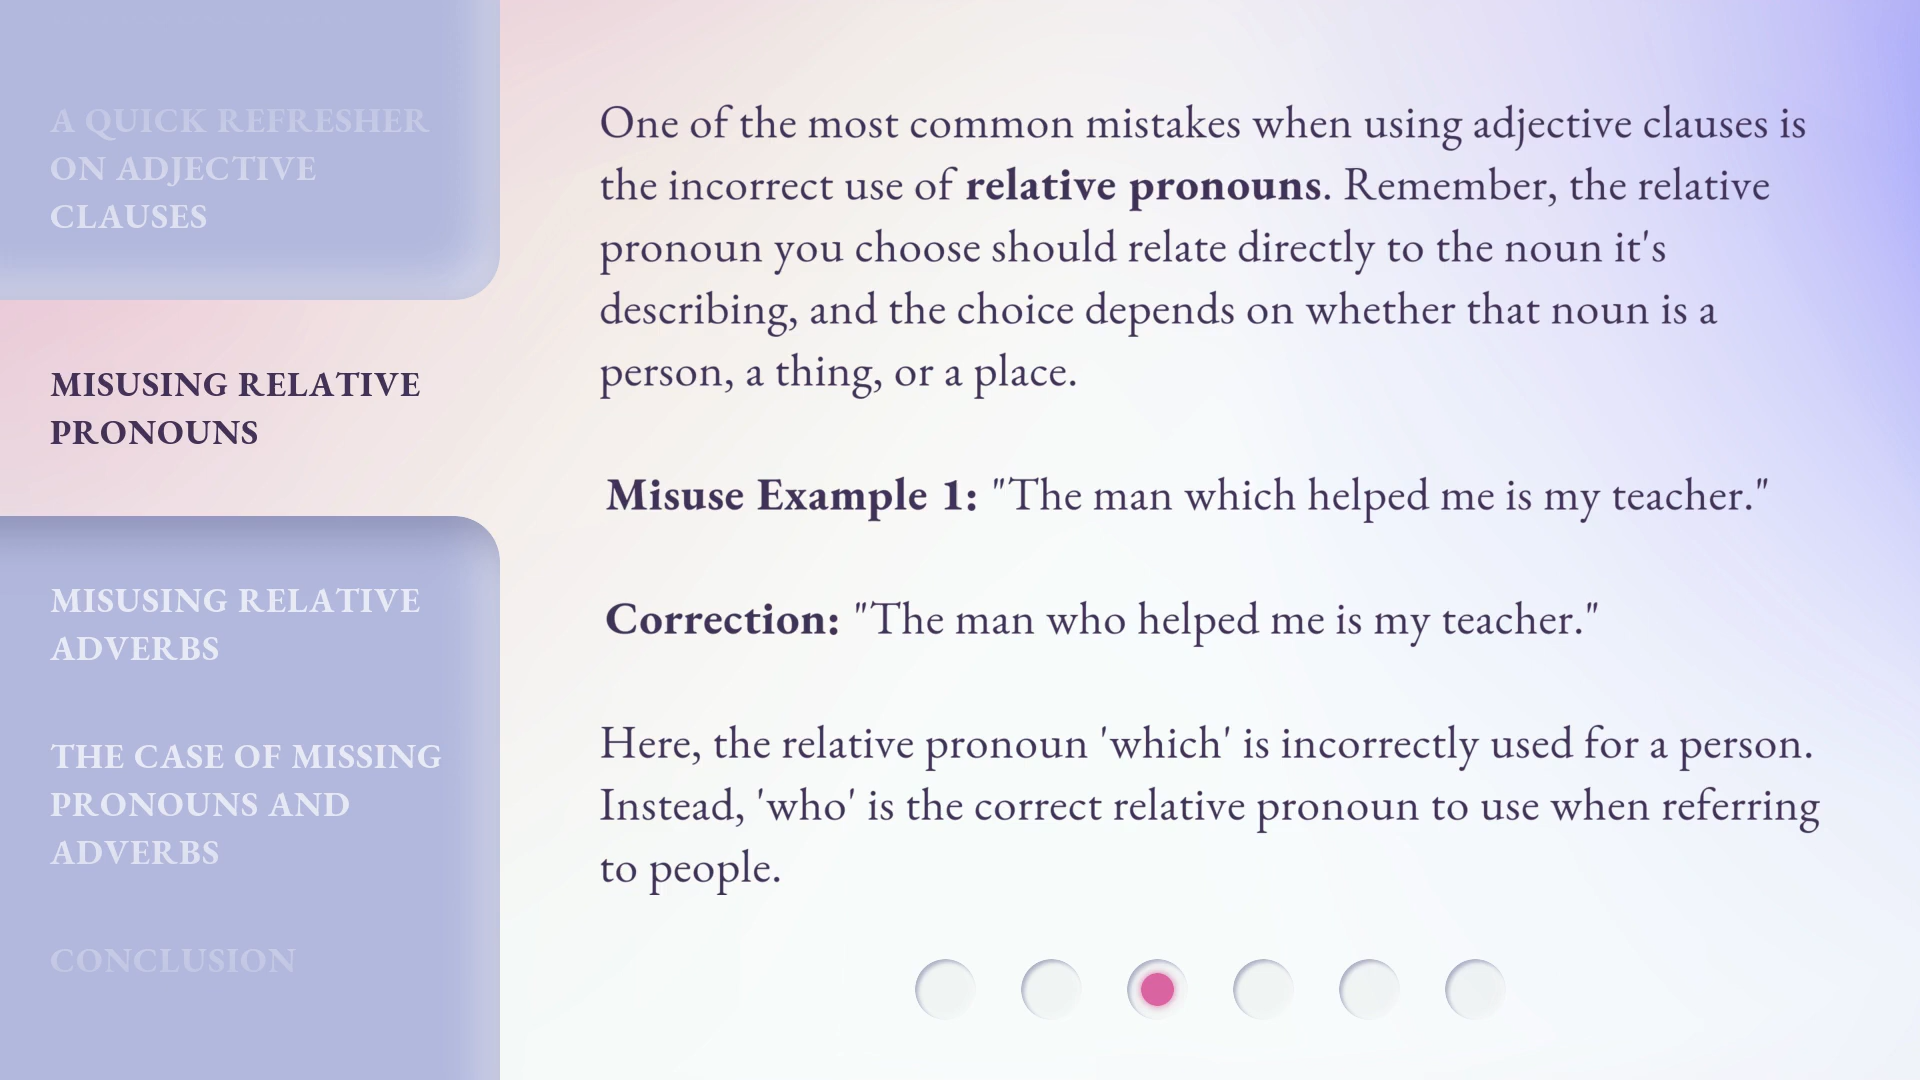 A QUICK REFRESHER
ON ADJECTIVE
CLAUSES
MISUSING RELATIVE
PRONOUNS
MISUSING RELATIVE
ADVERBS
THE CASE OF MISSING
PRONOUNS AND
ADVERBS
CONCLUSION
One of the most common mistakes when using adjective clauses is
the incorrect use of relative pronouns. Remember, the relative
pronoun you choose should relate directly to the noun it's
describing, and the choice depends on whether that noun is a
person, a thing, or a place.
Misuse Example 1: "The man which helped me is my teacher."
Correction: "The man who helped me is my teacher."
Here, the relative pronoun 'which' is incorrectly used for a person.
Instead, 'who' is the correct relative pronoun to use when referring
to people.